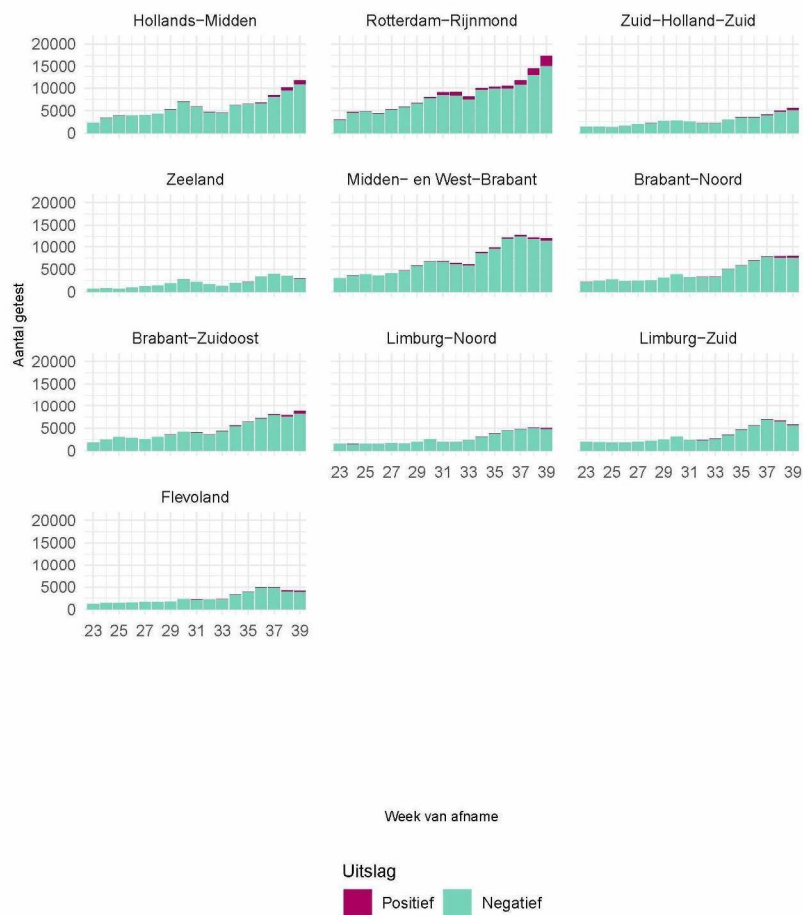 Hollands−Midden Rotterdam−Rijnmond Zuid−Holland−Zuid
20000
15000
10000
5000
0
Zeeland Midden− en West−Brabant Brabant−Noord
20000
15000
10000
5000
0
Aantal getest
Brabant−Zuidoost Limburg−Noord Limburg−Zuid
20000
15000
10000
5000
0
23 25 27 29 31 33 35 37 39 23 25 27 29 31 33 35 37 39
Flevoland
20000
15000
10000
5000
0
23 25 27 29 31 33 35 37 39
Week van afname
Uitslag
Positief Negatief